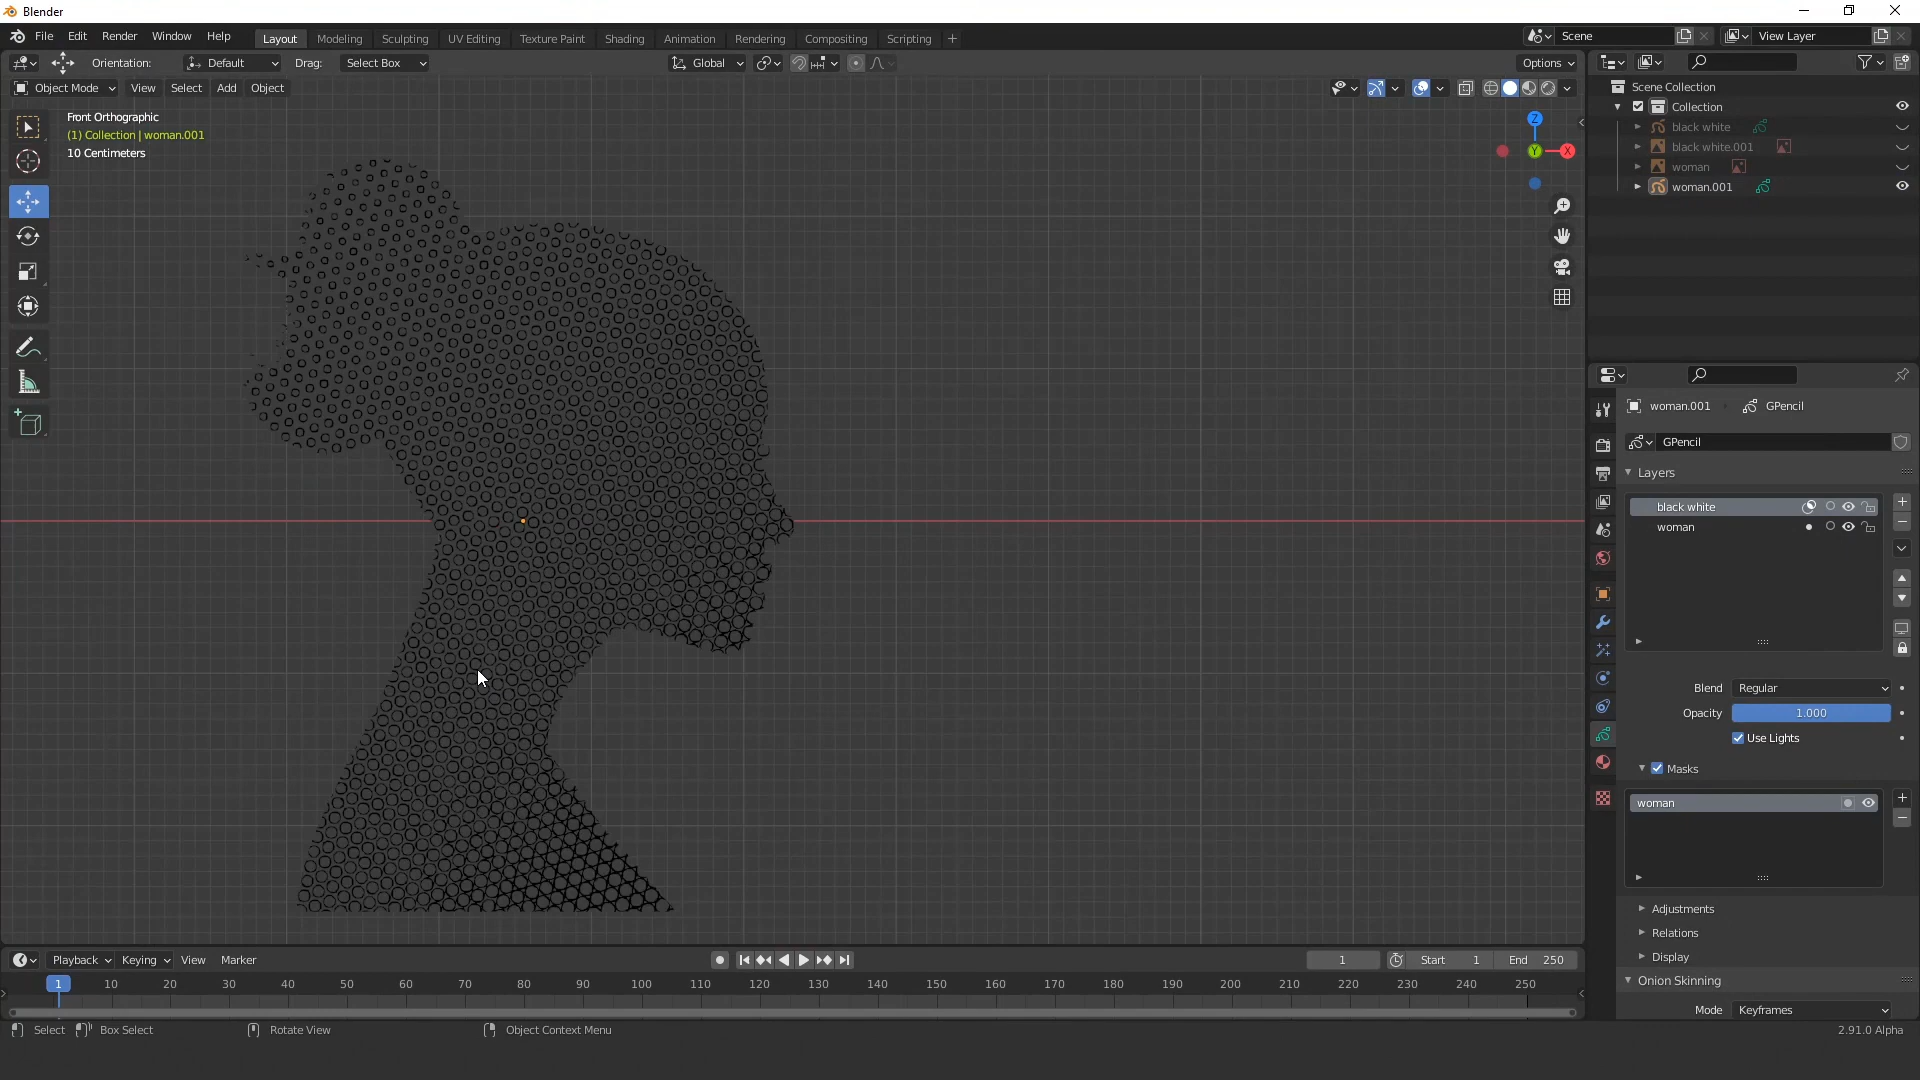 Blender
File Edit Render Window Help
Layout Modeling Sculpting UV Editing Texture Paint Shading Animation Rendering Compositing Scripting +
Scene
View Layer
Orientation: Default Drag: Select Box
Global
Options
Object Mode View Select Add Object
Front Orthographic
(1) Collection | woman.001
10 Centimeters
Z
Y
X
Scene Collection
Collection
black white
black white.001
woman
woman.001
woman.001 GPencil
GPencil
Layers
black white
woman
Blend Regular
Opacity 1.000
Use Lights
Masks
woman
Adjustments
Relations
Display
Onion Skinning
Mode Keyframes
Playback Keying View Marker
1
Start 1
End 250
1 10 20 30 40 50 60 70 80 90 100 110 120 130 140 150 160 170 180 190 200 210 220 230 240 250
Select Box Select Rotate View Object Context Menu
2.91.0 Alpha